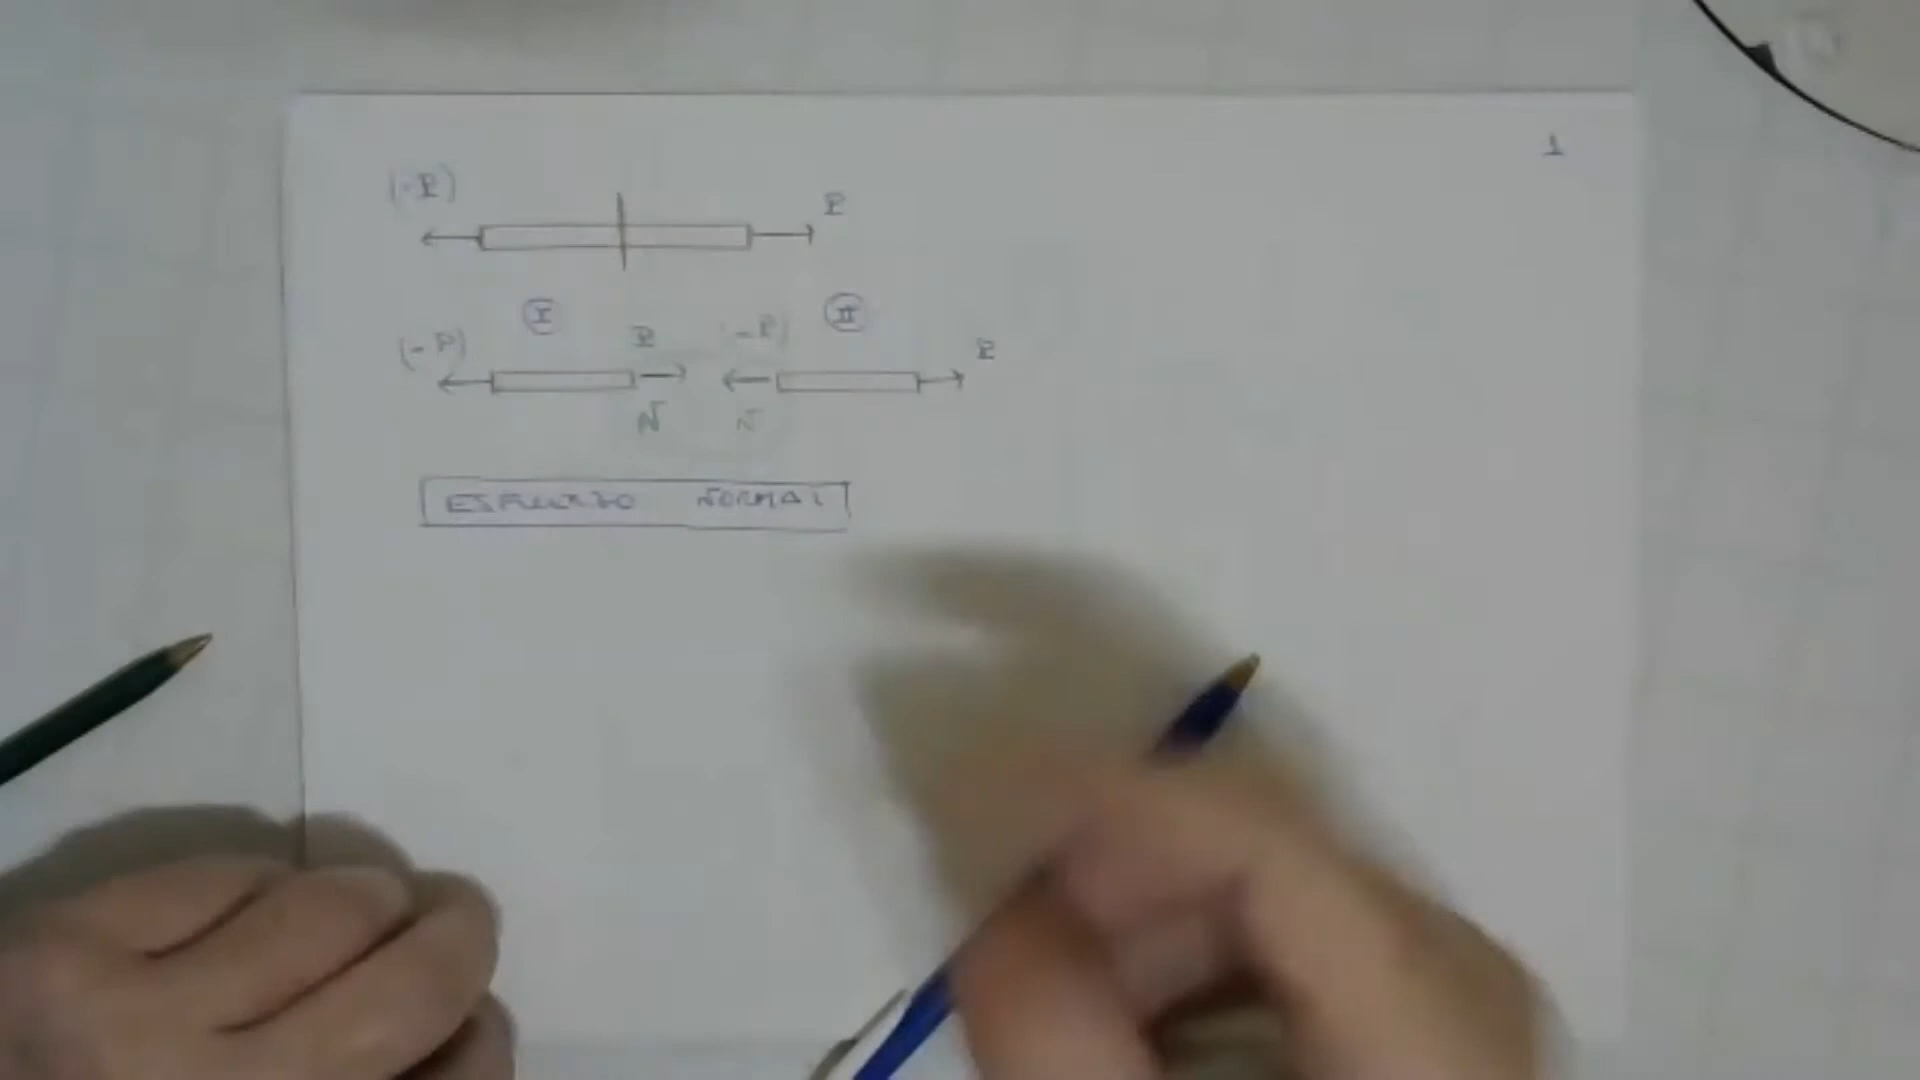 1
(-P) P
I II
(-P) P (-P) P
N N
ESFUERZO NORMAL